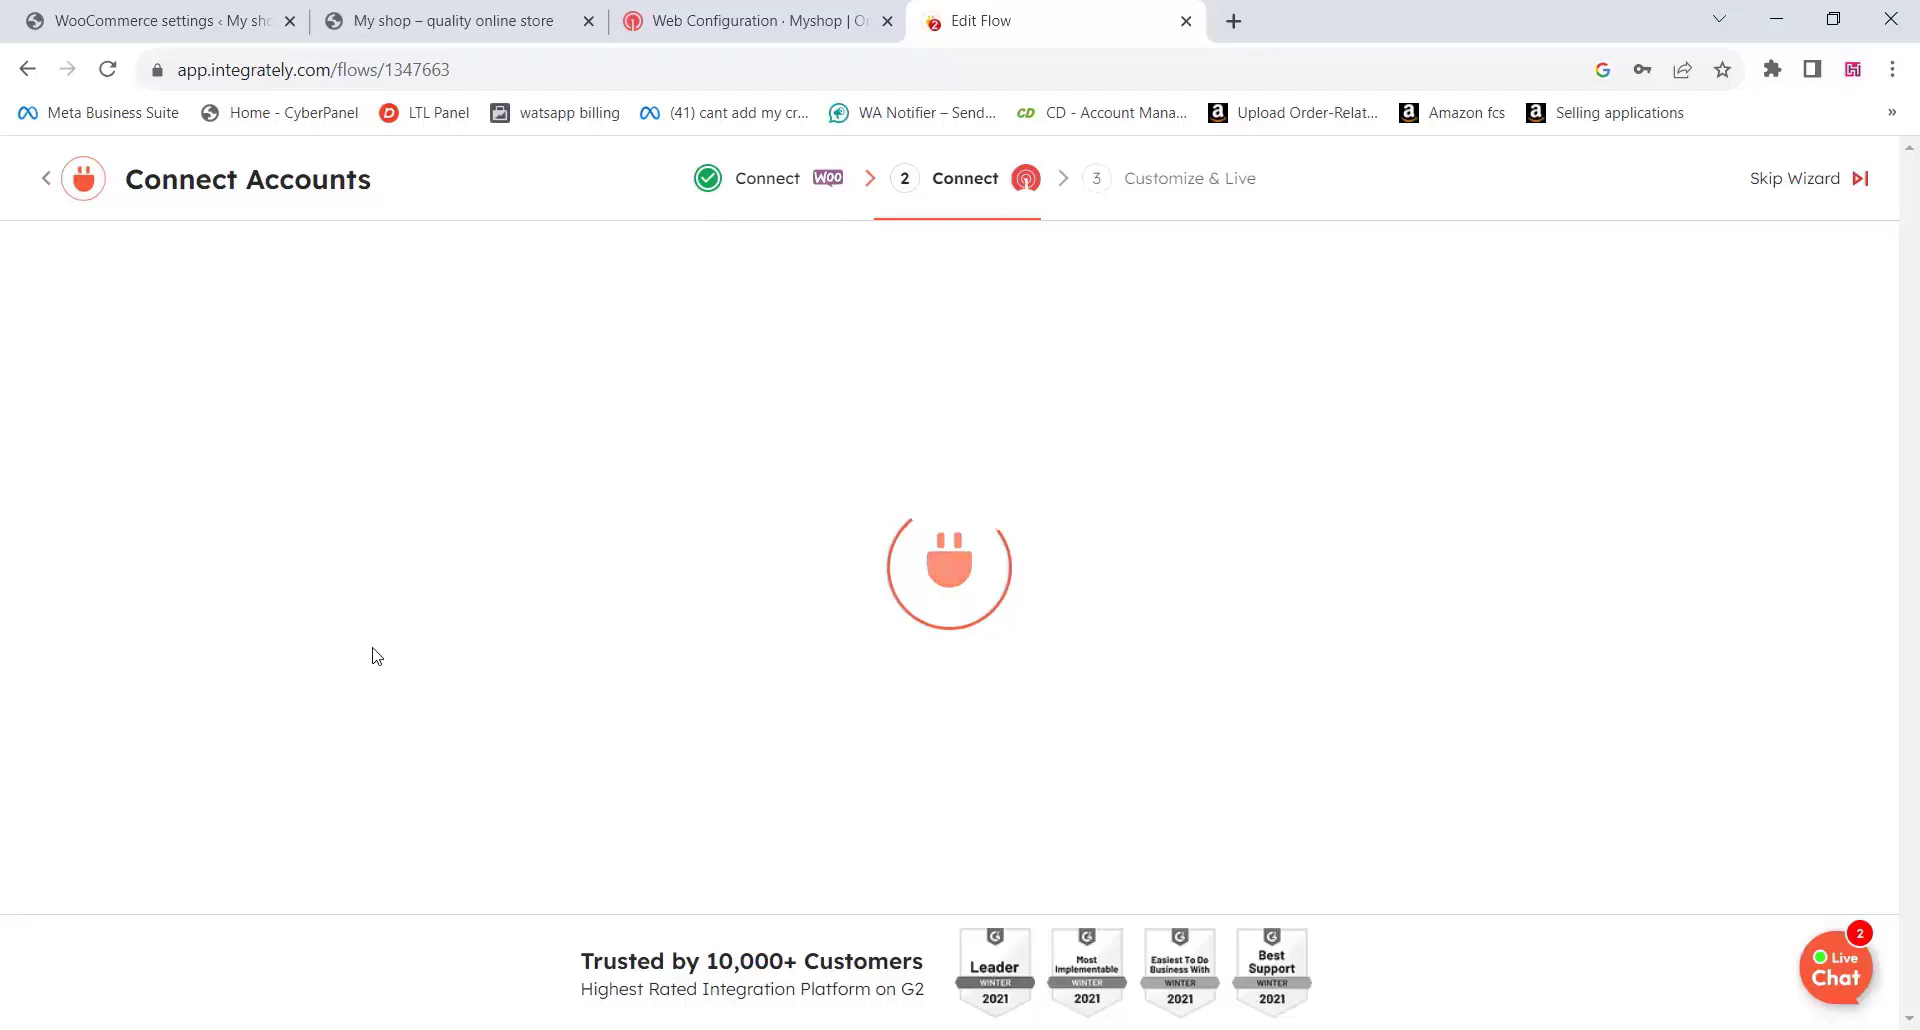 WooCommerce settings ‹ My sho
My shop – quality online store
Web Configuration · Myshop | O
2
Edit Flow
app.integrately.com/flows/1347663
Meta Business Suite
Home - CyberPanel
LTL Panel
watsapp billing
(41) cant add my cr...
WA Notifier – Send...
CD
CD - Account Mana...
Upload Order-Relat...
Amazon fcs
Selling applications
»
Connect Accounts
Connect
WOO
2
Connect
3
Customize & Live
Skip Wizard
Trusted by 10,000+ Customers
Highest Rated Integration Platform on G2
Leader
WINTER
2021
Most
Implementable
WINTER
2021
Easiest To Do
Business With
WINTER
2021
Best
Support
WINTER
2021
2
Live
Chat